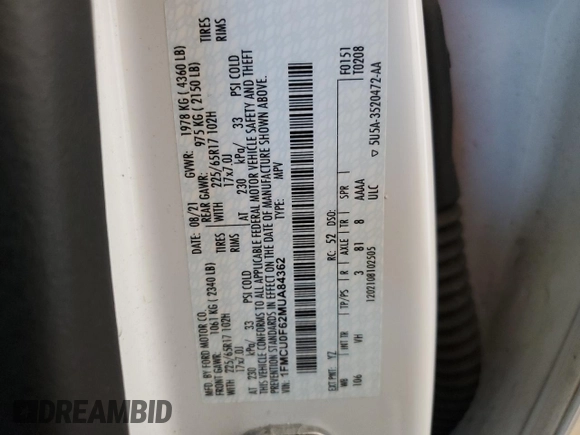 MFD. BY FORD MOTOR CO.
DATE: 08/21 GVWR: 1978 KG ( 4360 LB)
FRONT GAWR: 1061 KG ( 2340 LB) REAR GAWR: 975 KG ( 2150 LB)
WITH 225/65R17 102H TIRES WITH 225/65R17 102H TIRES
17x7.0J RIMS 17x7.0J RIMS
AT 230 kPa/ 33 PSI COLD AT 230 kPa/ 33 PSI COLD
THIS VEHICLE CONFORMS TO ALL APPLICABLE FEDERAL MOTOR VEHICLE SAFETY AND THEFT
PREVENTION STANDARDS IN EFFECT ON THE DATE OF MANUFACTURE SHOWN ABOVE.
VIN: 1FMCU0F62MUA84362 TYPE: MPV
F0151
T0208
EXT PNT: YZ RC: 52 DSO:
WB INT TR TP/PS R AXLE TR SPR
106 VH 3 81 8 AAAA
ULC
1202108102505
5U5A-3520472-AA
DREAMBID